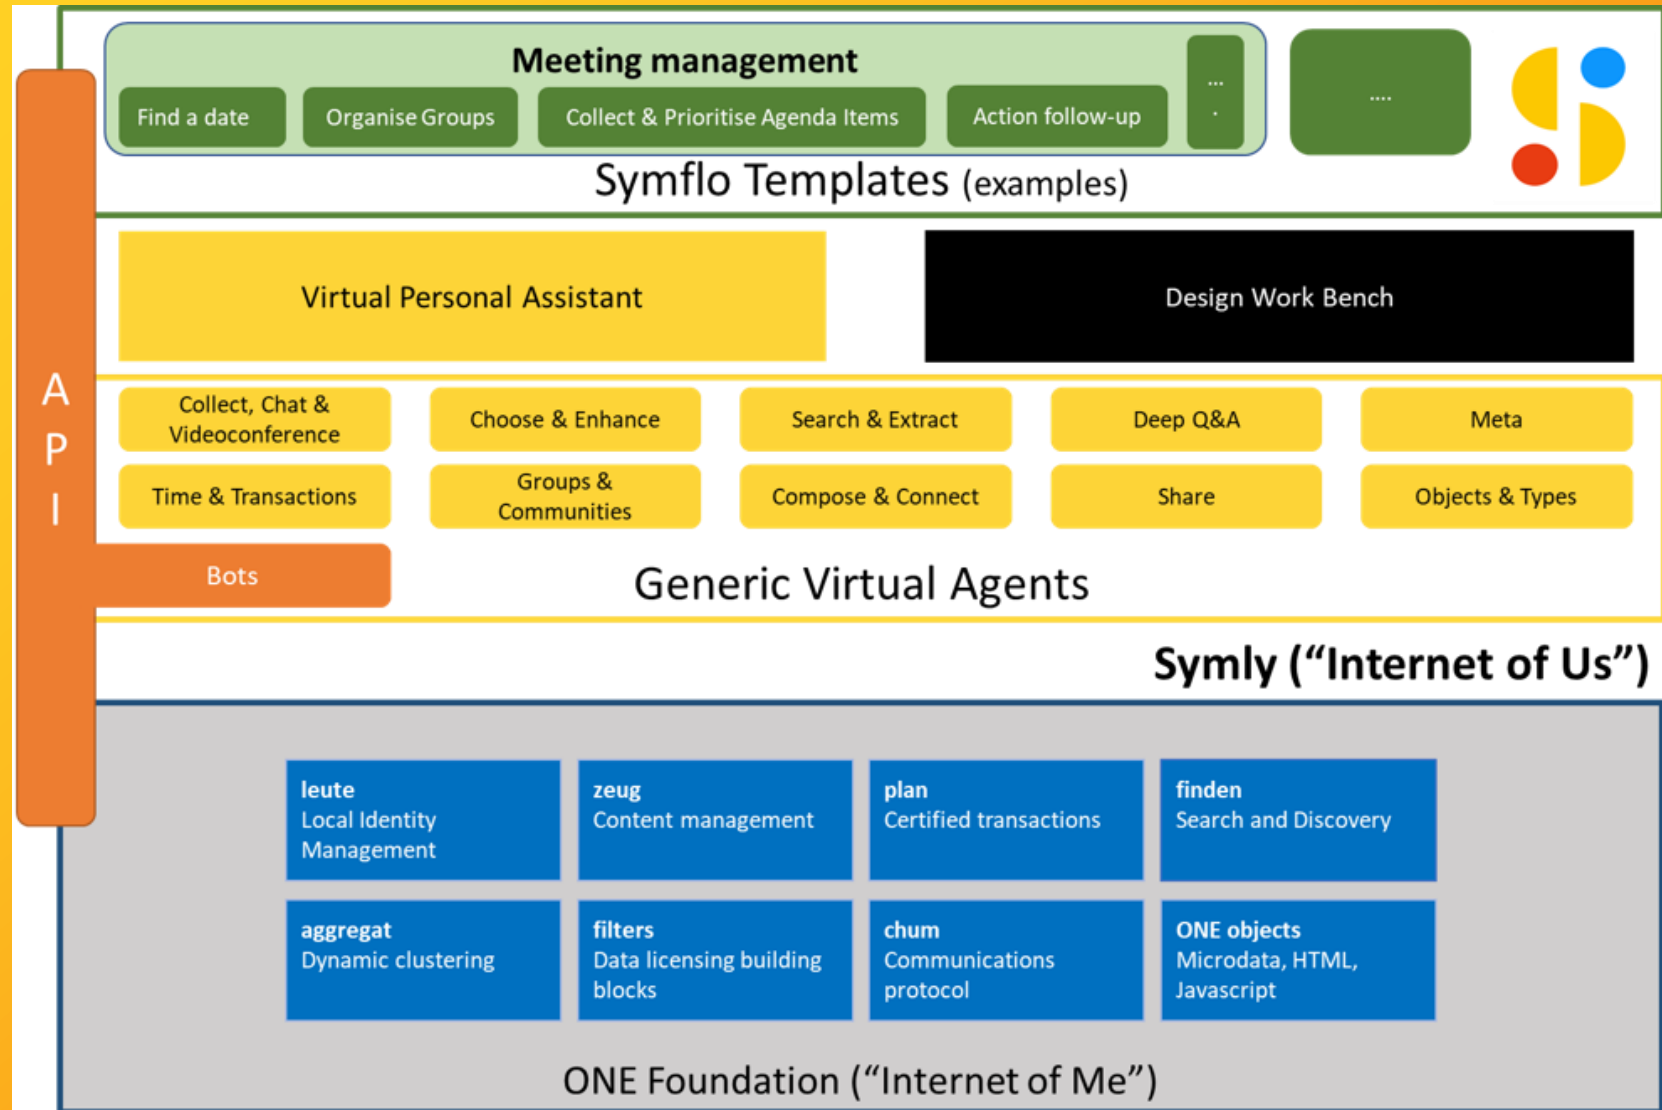 Meeting management
Find a date
Organise Groups
Collect & Prioritise Agenda Items
Action follow-up
...
.
....
Symflo Templates (examples)
A
P
I
Virtual Personal Assistant
Design Work Bench
Collect, Chat &
Videoconference
Choose & Enhance
Search & Extract
Deep Q&A
Meta
Time & Transactions
Groups &
Communities
Compose & Connect
Share
Objects & Types
Bots
Generic Virtual Agents
Symly (“Internet of Us”)
leute
Local Identity
Management
zeug
Content management
plan
Certified transactions
finden
Search and Discovery
aggregat
Dynamic clustering
filters
Data licensing building
blocks
chum
Communications
protocol
ONE objects
Microdata, HTML,
Javascript
ONE Foundation (“Internet of Me”)